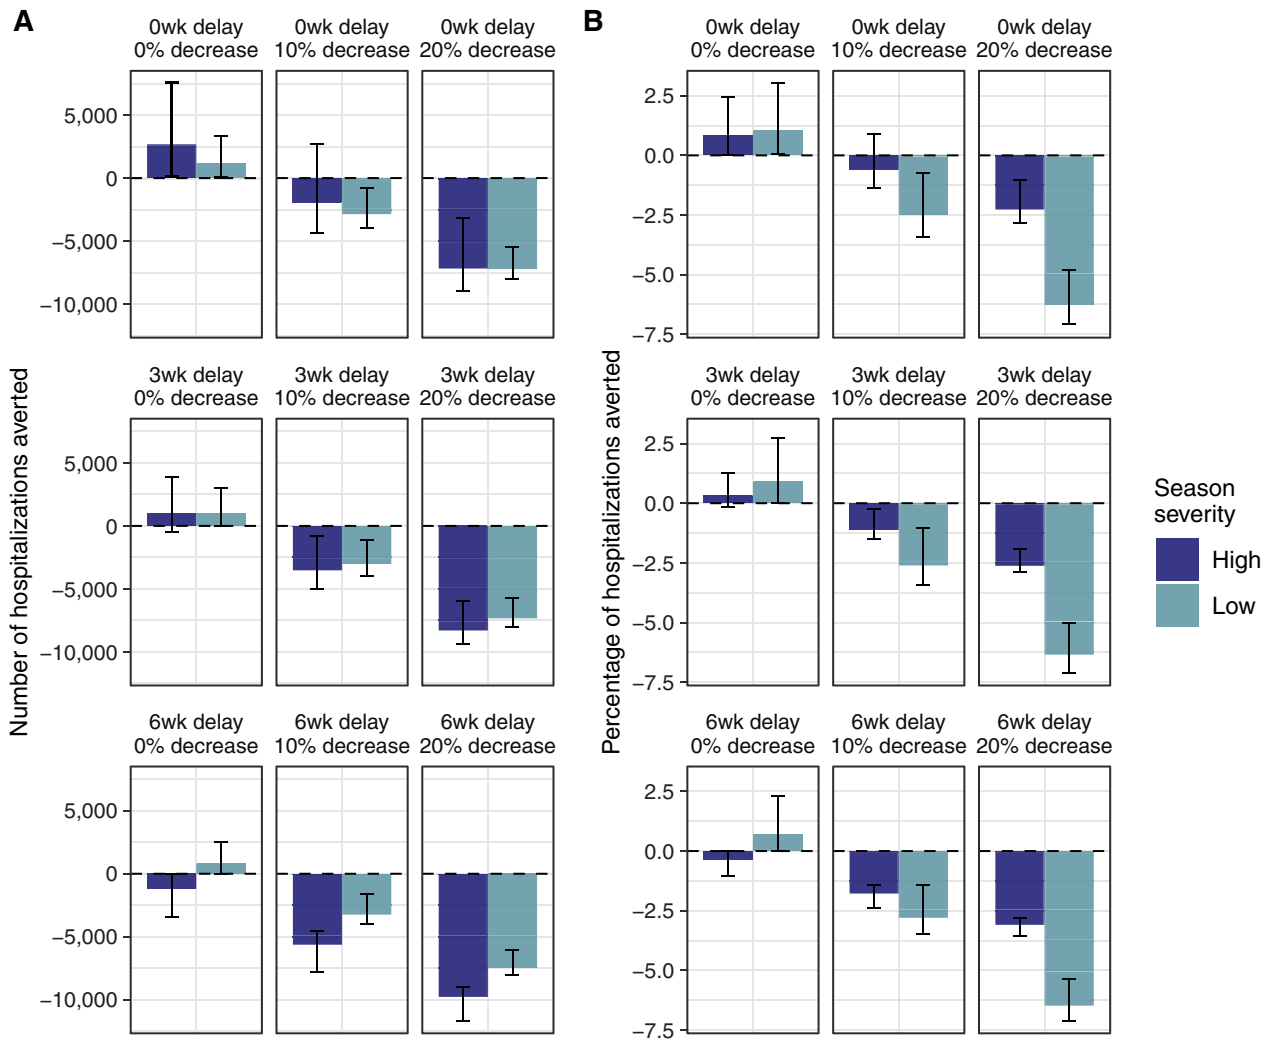 A
0wk delay
0% decrease
0wk delay
10% decrease
0wk delay
20% decrease
5,000
0
−5,000
−10,000
3wk delay
0% decrease
3wk delay
10% decrease
3wk delay
20% decrease
5,000
0
−5,000
−10,000
6wk delay
0% decrease
6wk delay
10% decrease
6wk delay
20% decrease
5,000
0
−5,000
−10,000
Number of hospitalizations averted
B
0wk delay
0% decrease
0wk delay
10% decrease
0wk delay
20% decrease
2.5
0.0
−2.5
−5.0
−7.5
3wk delay
0% decrease
3wk delay
10% decrease
3wk delay
20% decrease
2.5
0.0
−2.5
−5.0
−7.5
6wk delay
0% decrease
6wk delay
10% decrease
6wk delay
20% decrease
2.5
0.0
−2.5
−5.0
−7.5
Percentage of hospitalizations averted
Season
severity
High
Low